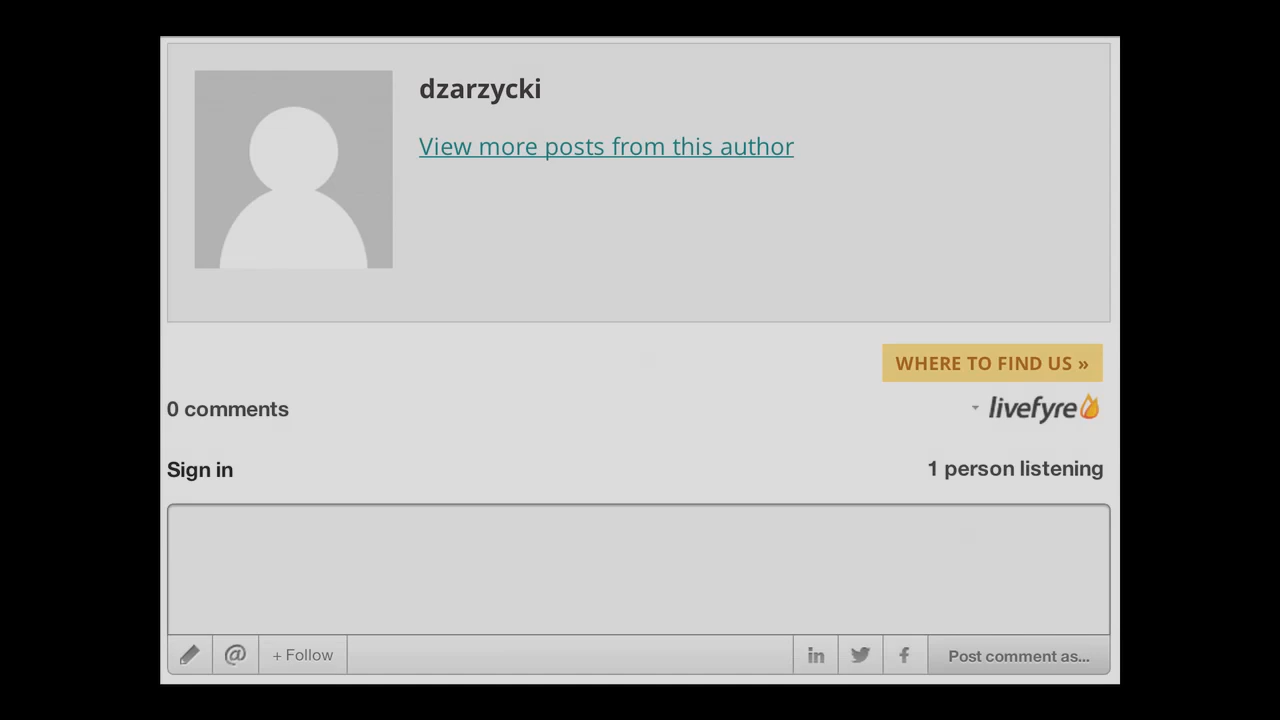 dzarzycki
View more posts from this author
WHERE TO FIND US »
0 comments
livefyre
Sign in
1 person listening
@
+ Follow
in
f
Post comment as...